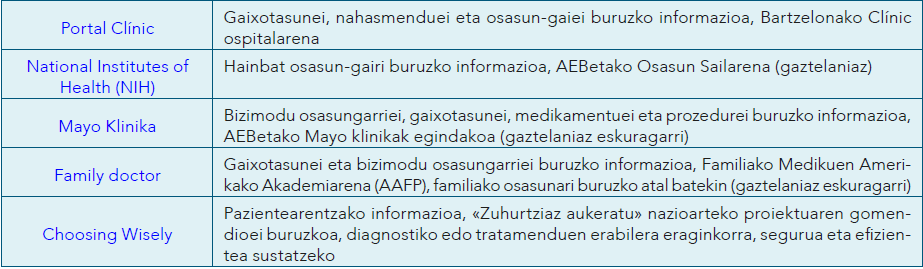 Portal Clínic
Gaixotasunei, nahasmenduei eta osasun-gaiei buruzko informazioa, Bartzelonako Clínic
ospitalarena
National Institutes of
Health (NIH)
Hainbat osasun-gairi buruzko informazioa, AEBetako Osasun Sailarena (gaztelaniaz)
Mayo Klinika
Bizimodu osasungarriei, gaixotasunei, medikamentuei eta prozedurei buruzko informazioa,
AEBetako Mayo klinikak egindakoa (gaztelaniaz eskuragarri)
Family doctor
Gaixotasunei eta bizimodu osasungarriei buruzko informazioa, Familiako Medikuen Ameri-
kako Akademiarena (AAFP), familiako osasunari buruzko atal batekin (gaztelaniaz eskuragarri)
Choosing Wisely
Pazientearentzako informazioa, «Zuhurtziaz aukeratu» nazioarteko proiektuaren gomen-
dioei buruzkoa, diagnostiko edo tratamenduen erabilera eraginkorra, segurua eta efizien-
tea sustatzeko